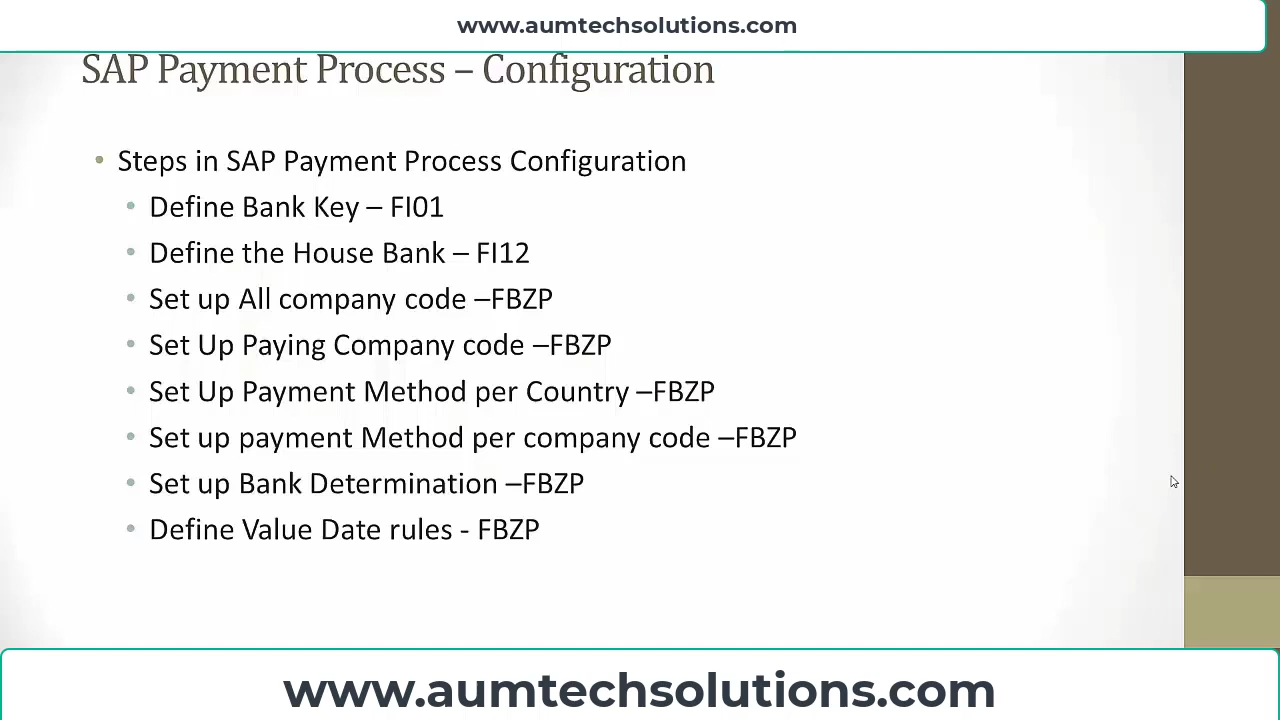 www.aumtechsolutions.com
SAP Payment Process – Configuration
• Steps in SAP Payment Process Configuration
• Define Bank Key – FI01
• Define the House Bank – FI12
• Set up All company code –FBZP
• Set Up Paying Company code –FBZP
• Set Up Payment Method per Country –FBZP
• Set up payment Method per company code –FBZP
• Set up Bank Determination –FBZP
• Define Value Date rules - FBZP
www.aumtechsolutions.com